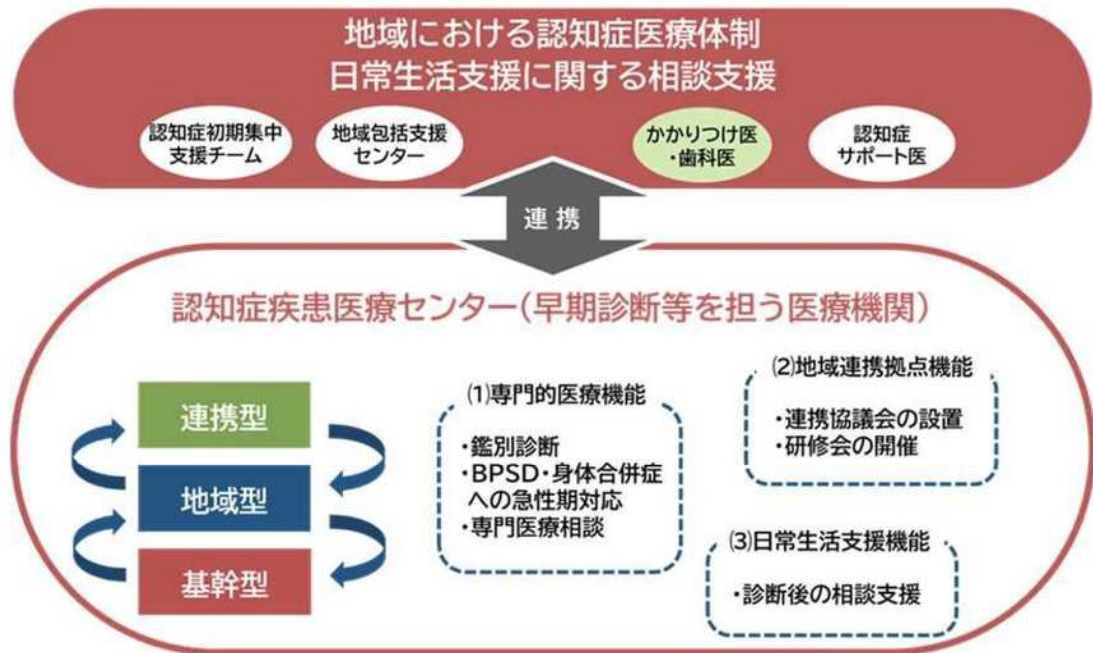 地域における認知症医療体制
日常生活支援に関する相談支援
認知症初期集中
支援チーム
地域包括支援
センター
かかりつけ医
・歯科医
認知症
サポート医
連携
認知症疾患医療センター(早期診断等を担う医療機関)
連携型
地域型
基幹型
⑴専門的医療機能
・鑑別診断
・BPSD・身体合併症
への急性期対応
・専門医療相談
⑵地域連携拠点機能
・連携協議会の設置
・研修会の開催
⑶日常生活支援機能
・診断後の相談支援